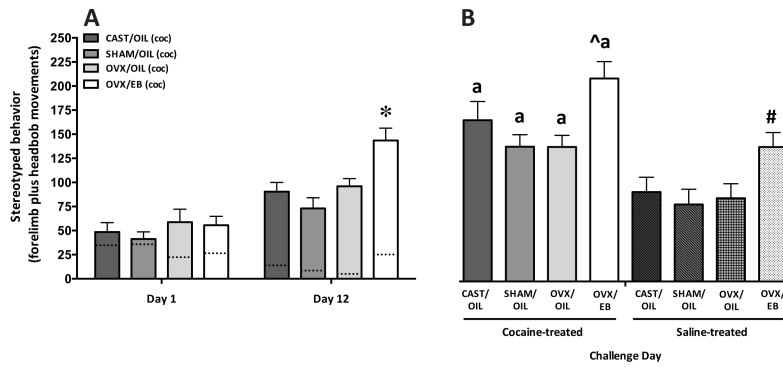 A
Stereotyped behavior
(forelimb plus headbob movements)
250
225
200
175
150
125
100
75
50
25
0
CAST/OIL (coc)
SHAM/OIL (coc)
OVX/OIL (coc)
OVX/EB (coc)
*
Day 1
Day 12
B
a
a
a
^a
#
CAST/
OIL
SHAM/
OIL
OVX/
OIL
OVX/
EB
CAST/
OIL
SHAM/
OIL
OVX/
OIL
OVX/
EB
Cocaine-treated
Saline-treated
Challenge Day